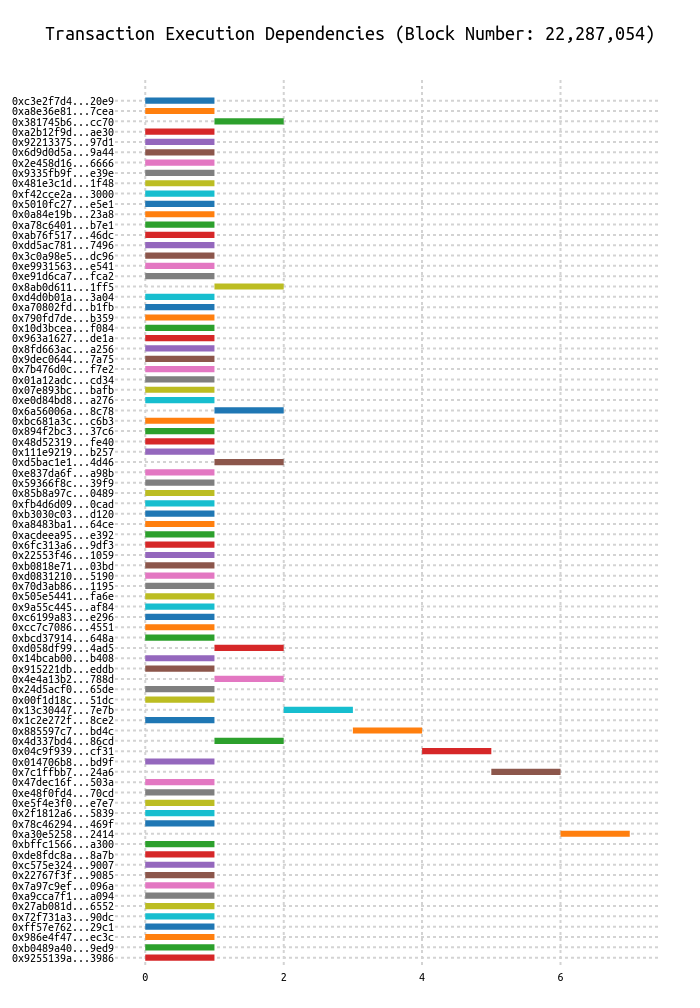 Transaction Execution Dependencies (Block Number: 22,287,054)
0xc3e2f7d4...20e9
0xa8e36e81...7cea
0x381745b6...cc70
0xa2b12f9d...ae30
0x92213375...97d1
0x6d9d0d5a...9a44
0x2e458d16...6666
0x9335fb9f...e39e
0x481e3c1d...1f48
0xf42cce2a...3000
0x5010fc27...e5e1
0x0a84e19b...23a8
0xa78c6401...b7e1
0xab76f517...46dc
0xdd5ac781...7496
0x3c0a98e5...dc96
0xe9931563...e541
0xe91d6ca7...fca2
0x8ab0d611...1ff5
0xd4d0b01a...3a04
0xa70802fd...b1fb
0x790fd7de...b359
0x10d3bcea...f084
0x963a1627...de1a
0x8fd663ac...a256
0x9dec0644...7a75
0x7b476d0c...f7e2
0x01a12adc...cd34
0x07e893bc...bafb
0xe0d84bd8...a276
0x6a56006a...8c78
0xbc681a3c...c6b3
0x894f2bc3...37c6
0x48d52319...fe40
0x111e9219...b257
0xd5bac1e1...4d46
0xe837da6f...a98b
0x59366f8c...39f9
0x85b8a97c...0489
0xfb4d6d09...0cad
0xb3030c03...d120
0xa8483ba1...64ce
0xacdeea95...e392
0x6fc313a6...9df3
0x22553f46...1059
0xb0818e71...03bd
0xd0831210...5190
0x70d3ab86...1195
0x505e5441...fa6e
0x9a55c445...af84
0xc6199a83...e296
0xcc7c7086...4551
0xbcd37914...648a
0xd058df99...4ad5
0x14bcab00...b408
0x915221db...eddb
0x4e4a13b2...788d
0x24d5acf0...65de
0x00f1d18c...51dc
0x13c30447...7e7b
0x1c2e272f...8ce2
0x885597c7...bd4c
0x4d337bd4...86cd
0x04c9f939...cf31
0x014706b8...bd9f
0x7c1ffbb7...24a6
0x47dec16f...503a
0xe48f0fd4...70cd
0xe5f4e3f0...e7e7
0x2f1812a6...5839
0x78c46294...469f
0xa30e5258...2414
0xbffc1566...a300
0xde8fdc8a...8a7b
0xc575e324...9007
0x22767f3f...9085
0x7a97c9ef...096a
0xa9cca7f1...a094
0x27ab081d...6552
0x72f731a3...90dc
0xff57e762...29c1
0x986e4f47...ec3c
0xb0489a40...9ed9
0x9255139a...3986
0 2 4 6